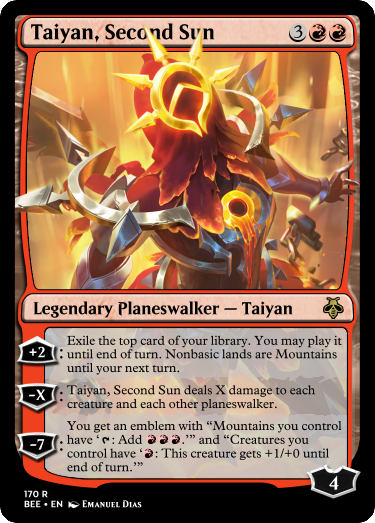 Taiyan, Second Sun 3
Legendary Planeswalker — Taiyan
+2: Exile the top card of your library. You may play it
until end of turn. Nonbasic lands are Mountains
until your next turn.
-X: Taiyan, Second Sun deals X damage to each
creature and each other planeswalker.
-7: You get an emblem with "Mountains you control
have ': Add .'" and "Creatures you
control have ': This creature gets +1/+0 until
end of turn.'"
4
170 R
BEE • EN Emanuel Dias